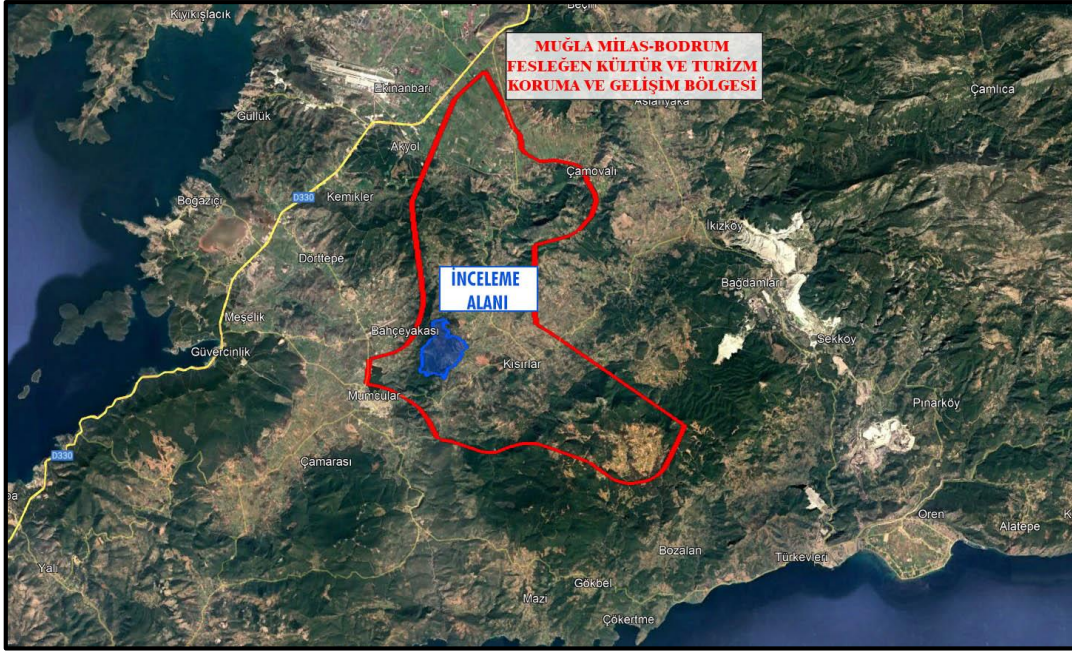 Kıyıkışlacık
Beçin
MUĞLA MİLAS-BODRUM
FESLEĞEN KÜLTÜR VE TURİZM
KORUMA VE GELİŞİM BÖLGESİ
Ekinanbarı
Çamlıca
Aslanyaka
Güllük
Akyol
Çamovalı
D330
Kemikler
Boğaziçi
İkizköy
Dörttepe
Bağdamları
İNCELEME
ALANI
Meşelik
Bahçeyakası
Sekköy
Güvercinlik
Kısırlar
Mumcular
Pınarköy
D330
Çamarası
Ören
Alatepe
Bozalan
Türkevleri
Yalı
Gökbel
Mazı
Çökertme